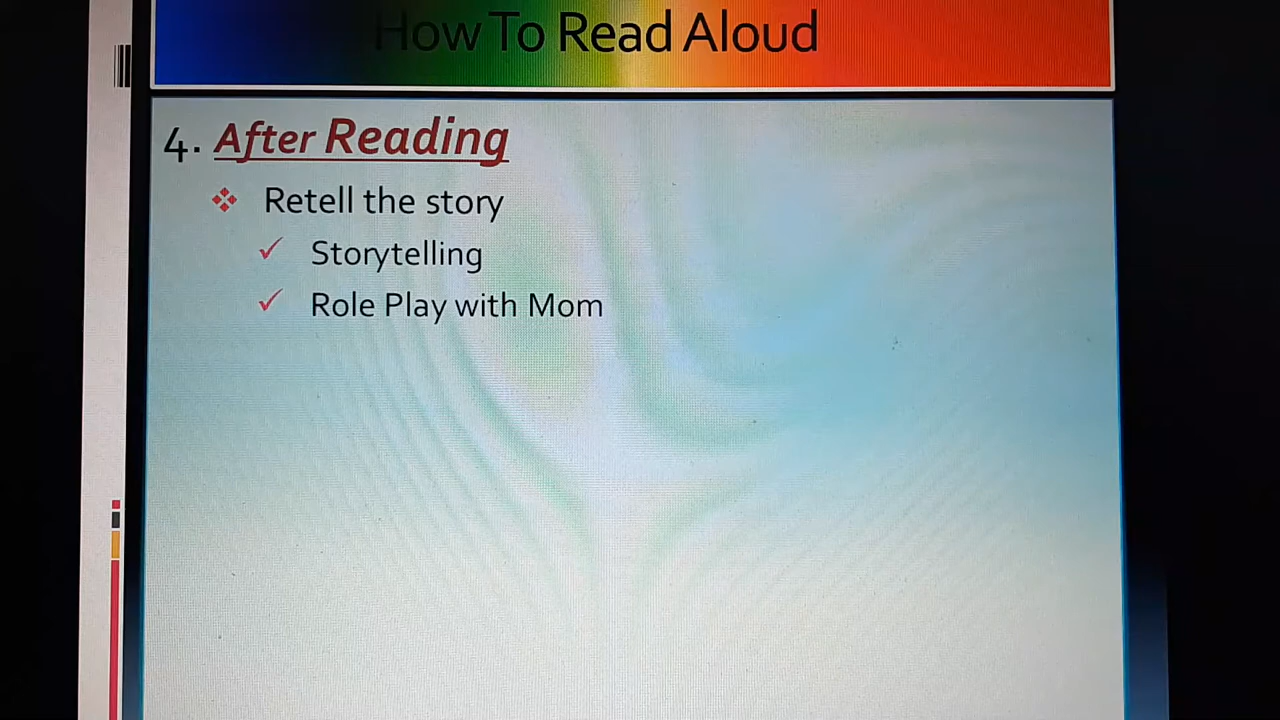 How To Read Aloud
4. After Reading
❖ Retell the story
✓ Storytelling
✓ Role Play with Mom